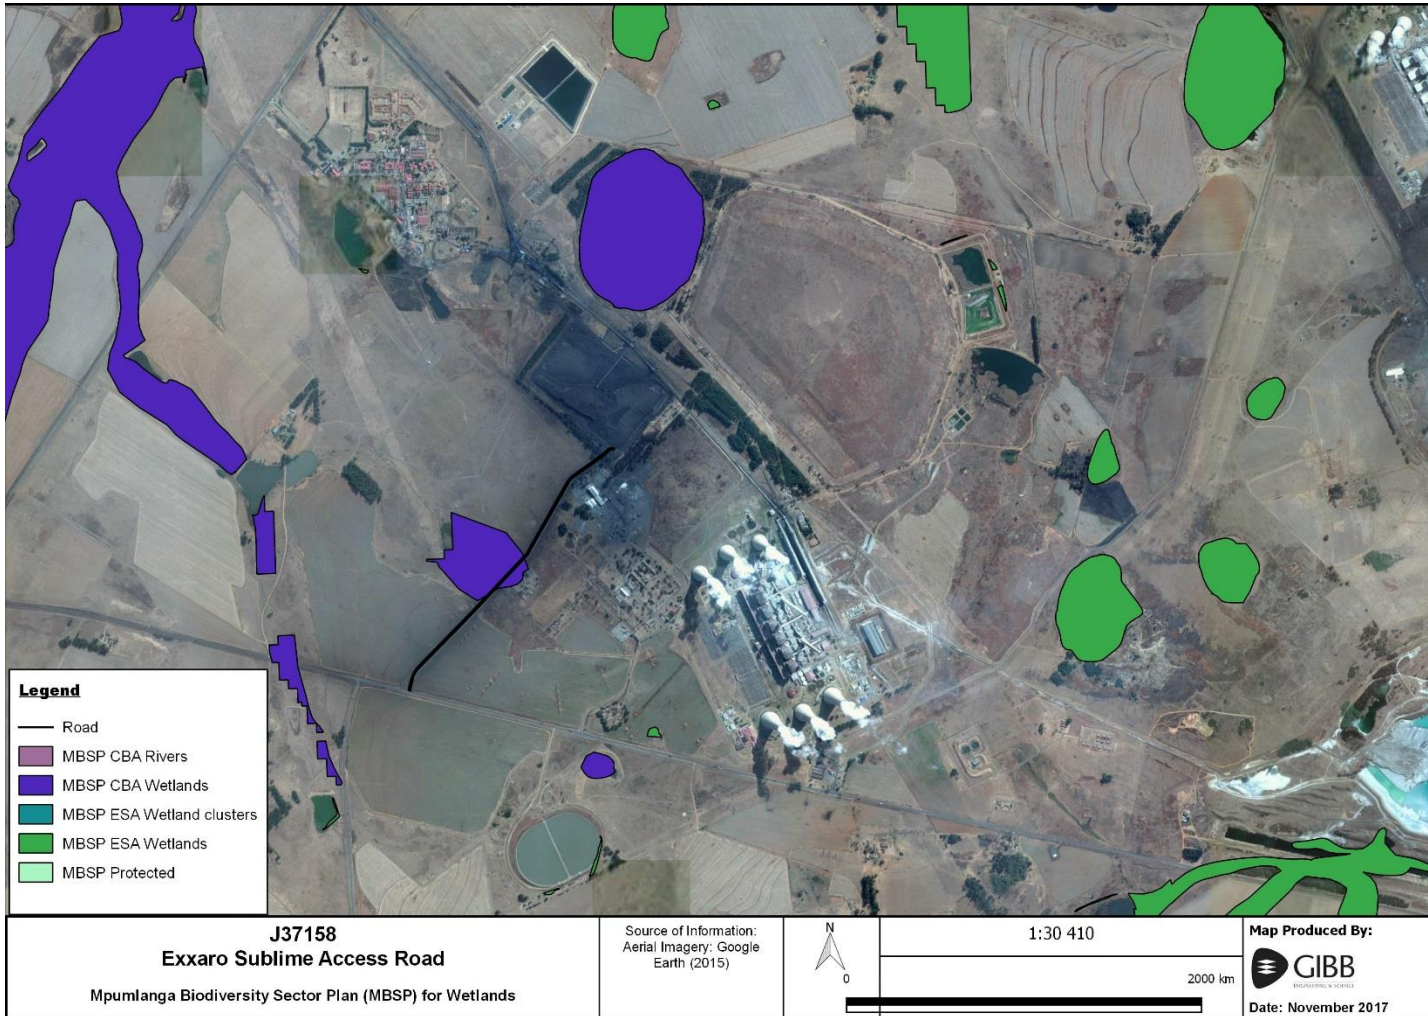 Legend
Road
MBSP CBA Rivers
MBSP CBA Wetlands
MBSP ESA Wetland clusters
MBSP ESA Wetlands
MBSP Protected
J37158
Exxaro Sublime Access Road
Mpumlanga Biodiversity Sector Plan (MBSP) for Wetlands
Source of Information:
Aerial Imagery: Google
Earth (2015)
N
1:30 410
0 2000 km
Map Produced By:
GIBB
ENGINEERING & SCIENCE
Date: November 2017